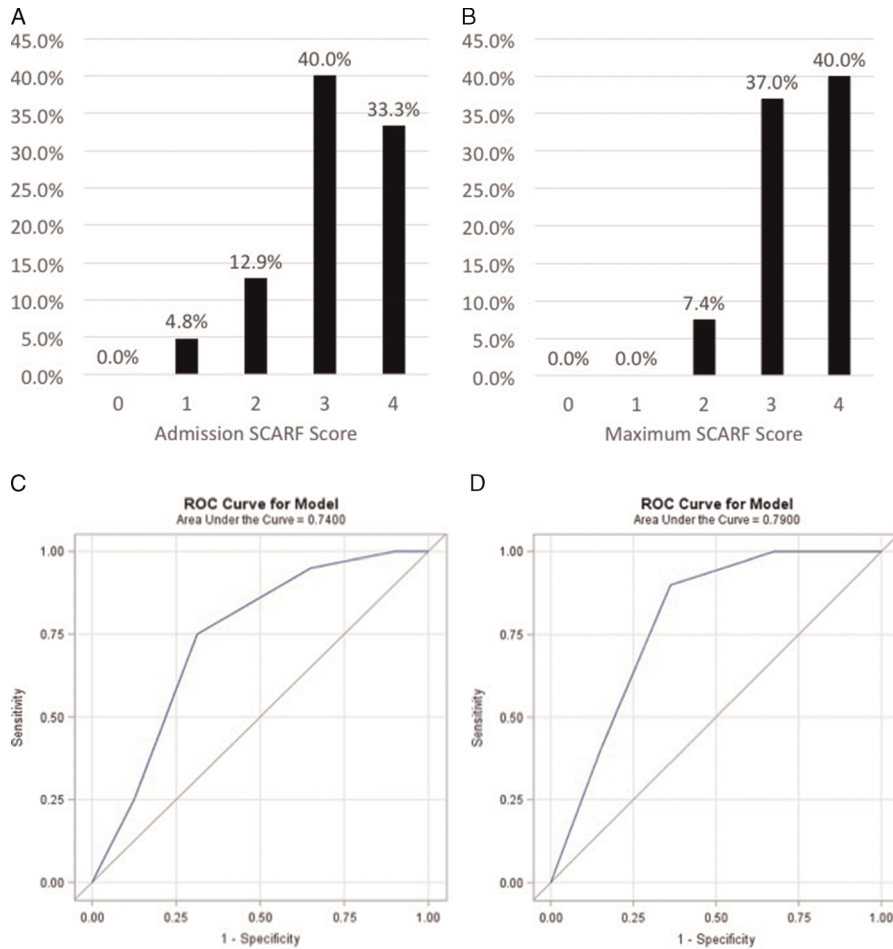 A
45.0%
40.0%
35.0%
30.0%
25.0%
20.0%
15.0%
10.0%
5.0%
0.0%
0.0%
4.8%
12.9%
40.0%
33.3%
0 1 2 3 4
Admission SCARF Score
B
45.0%
40.0%
35.0%
30.0%
25.0%
20.0%
15.0%
10.0%
5.0%
0.0%
0.0%
0.0%
7.4%
37.0%
40.0%
0 1 2 3 4
Maximum SCARF Score
C
ROC Curve for Model
Area Under the Curve = 0.7400
1.00
0.75
0.50
0.25
0.00
Sensitivity
0.00 0.25 0.50 0.75 1.00
1 - Specificity
D
ROC Curve for Model
Area Under the Curve = 0.7900
1.00
0.75
0.50
0.25
0.00
Sensitivity
0.00 0.25 0.50 0.75 1.00
1 - Specificity